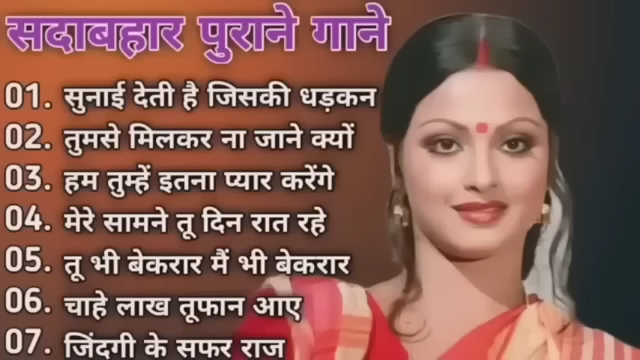 सदाबहार पुराने गाने
01. सुनाई देती है जिसकी धड़कन
02. तुमसे मिलकर ना जाने क्यों
03. हम तुम्हें इतना प्यार करेंगे
04. मेरे सामने तू दिन रात रहे
05. तू भी बेकरार मैं भी बेकरार
06. चाहे लाख तूफान आए
07. जिंदगी के सफर राज